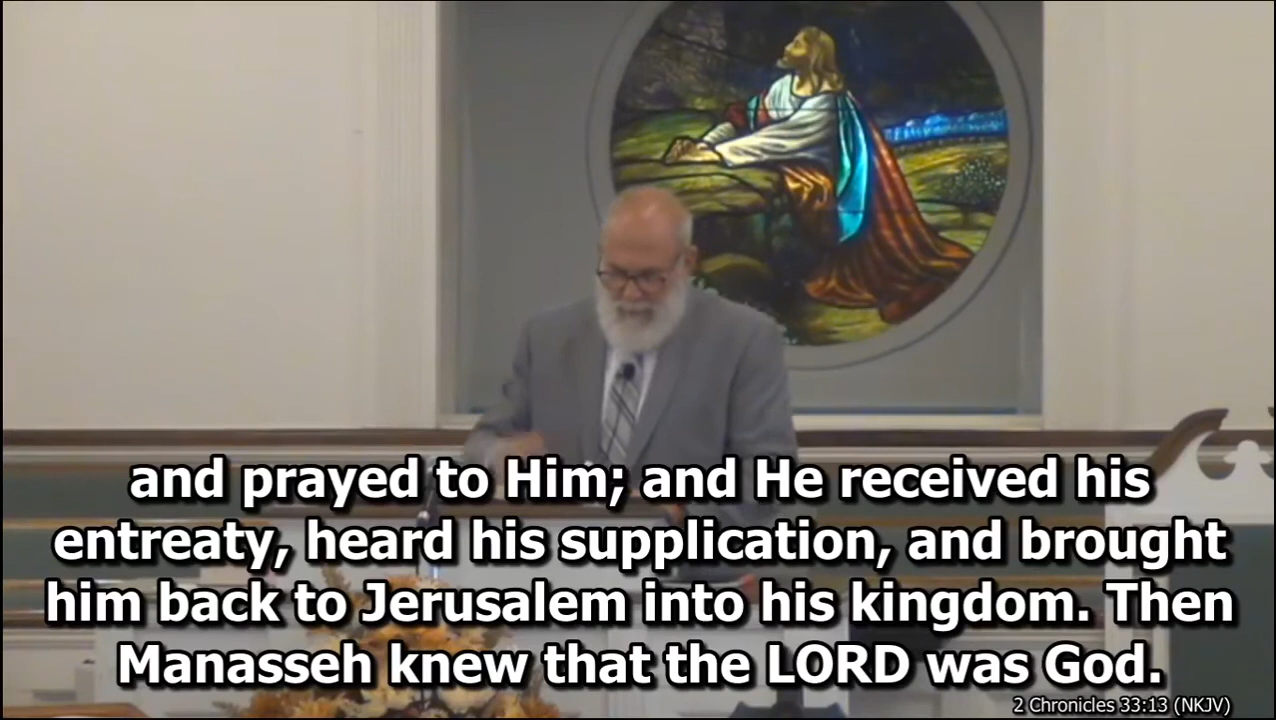 and prayed to Him; and He received his
entreaty, heard his supplication, and brought
him back to Jerusalem into his kingdom. Then
Manasseh knew that the LORD was God.
2 Chronicles 33:13 (NKJV)